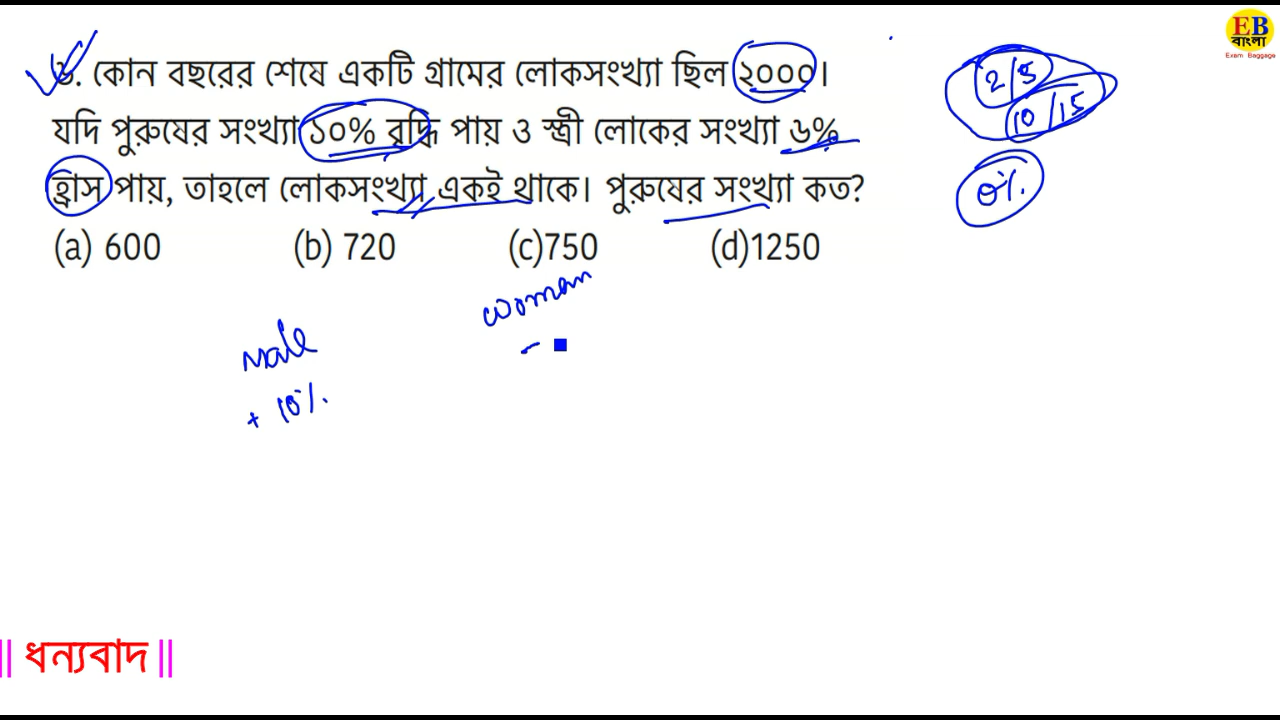 EB
বাংলা
Exam Baggage
৬. কোন বছরের শেষে একটি গ্রামের লোকসংখ্যা ছিল ২০০০।
যদি পুরুষের সংখ্যা ১০% বৃদ্ধি পায় ও স্ত্রী লোকের সংখ্যা ৬%
হ্রাস পায়, তাহলে লোকসংখ্যা একই থাকে। পুরুষের সংখ্যা কত?
(a) 600 (b) 720 (c)750 (d)1250
2/5
10/15
0%
woman
-
male
+ 10%
|| ধন্যবাদ ||